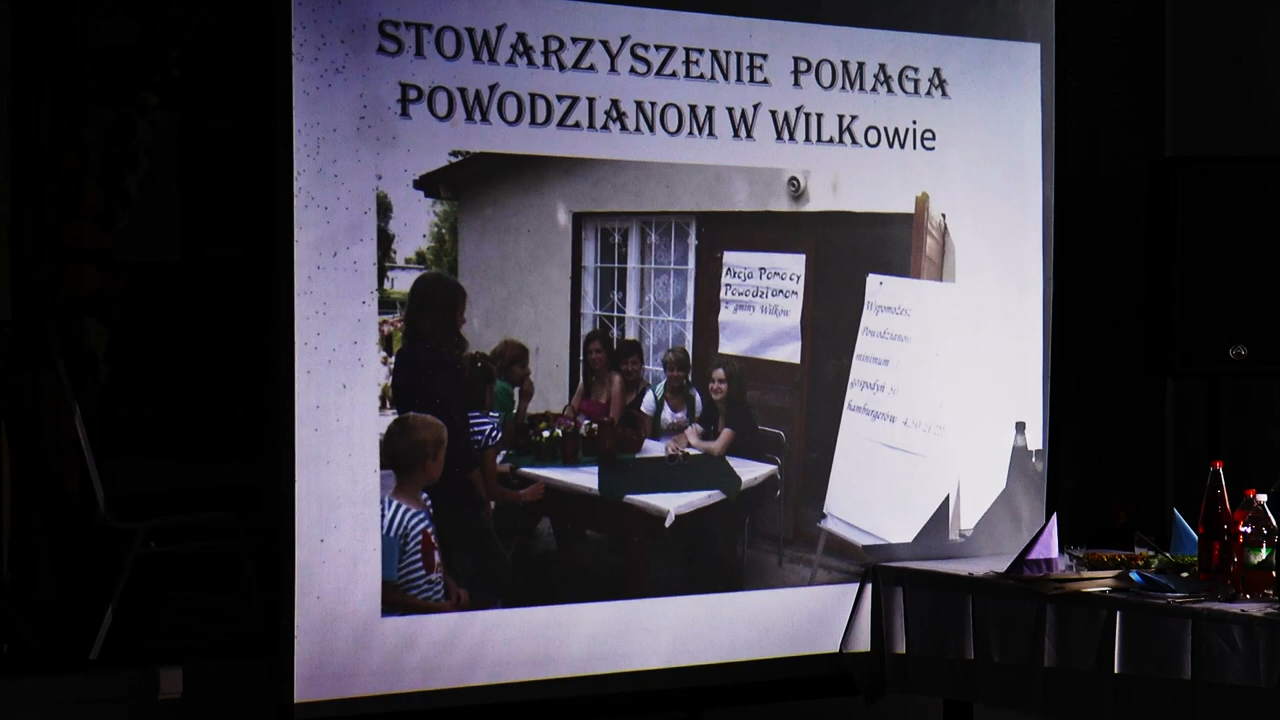 STOWARZYSZENIE POMAGA
POWODZIANOM W WILKowie
Akcja Pomocy
Powodzianom
z gminy Wilków
Wspomożesz
Powodzianom
minimum
gospodyń
hamburgerów